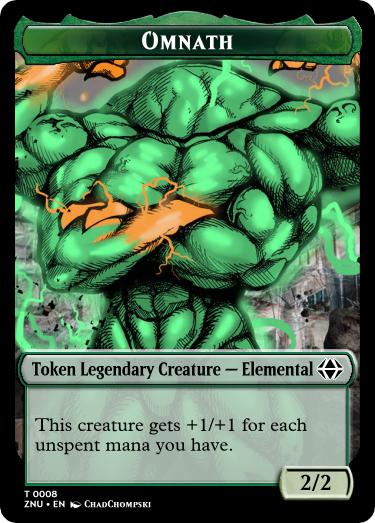 Omnath
Token Legendary Creature — Elemental
This creature gets +1/+1 for each
unspent mana you have.
2/2
T 0008
ZNU • EN ChadChompski